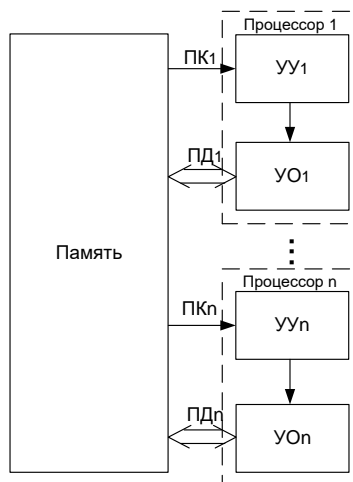 Процессор 1
ПК1
УУ1
ПД1
УО1
Память
Процессор n
ПКn
УУn
ПДn
УОn